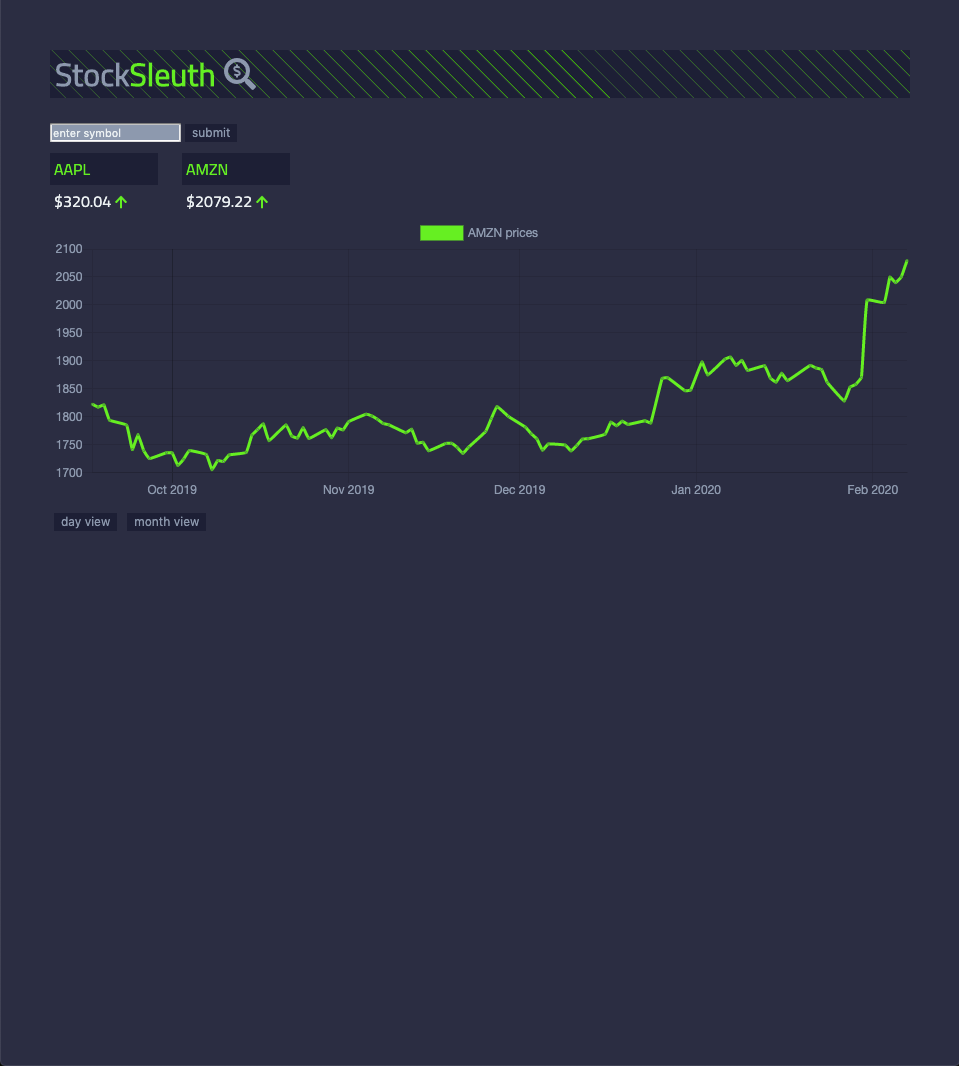 StockSleuth
enter symbol submit
AAPL AMZN
$320.04 $2079.22
AMZN prices
2100
2050
2000
1950
1900
1850
1800
1750
1700
Oct 2019 Nov 2019 Dec 2019 Jan 2020 Feb 2020
day view month view